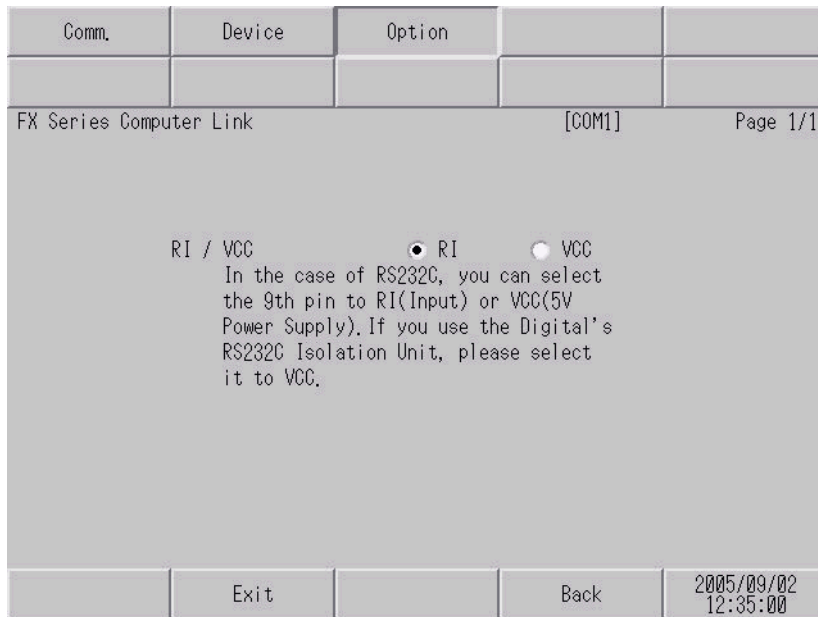 Comm. Device Option
FX Series Computer Link [COM1] Page 1/1
RI / VCC RI VCC
In the case of RS232C, you can select
the 9th pin to RI(Input) or VCC(5V
Power Supply). If you use the Digital's
RS232C Isolation Unit, please select
it to VCC.
Exit Back 2005/09/02
12:35:00